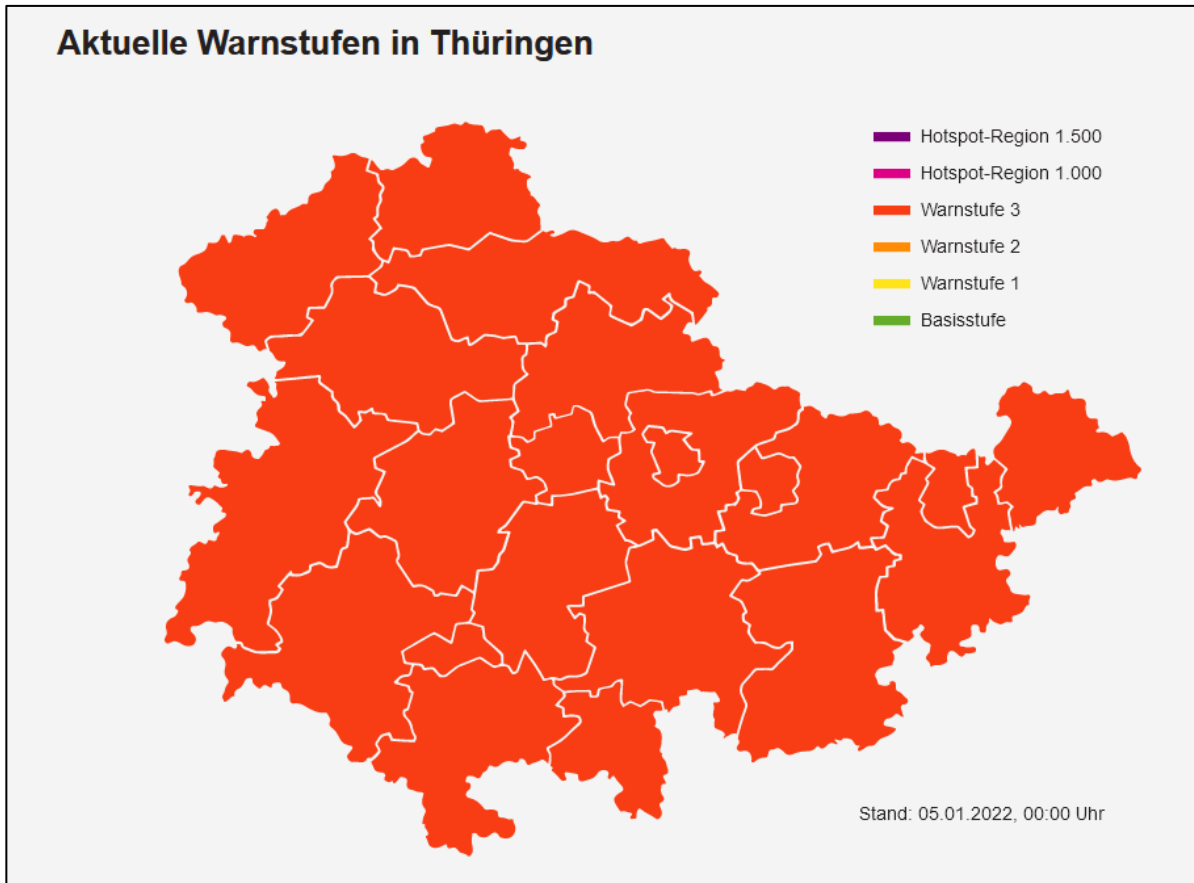 Aktuelle Warnstufen in Thüringen
Hotspot-Region 1.500
Hotspot-Region 1.000
Warnstufe 3
Warnstufe 2
Warnstufe 1
Basisstufe
Stand: 05.01.2022, 00:00 Uhr